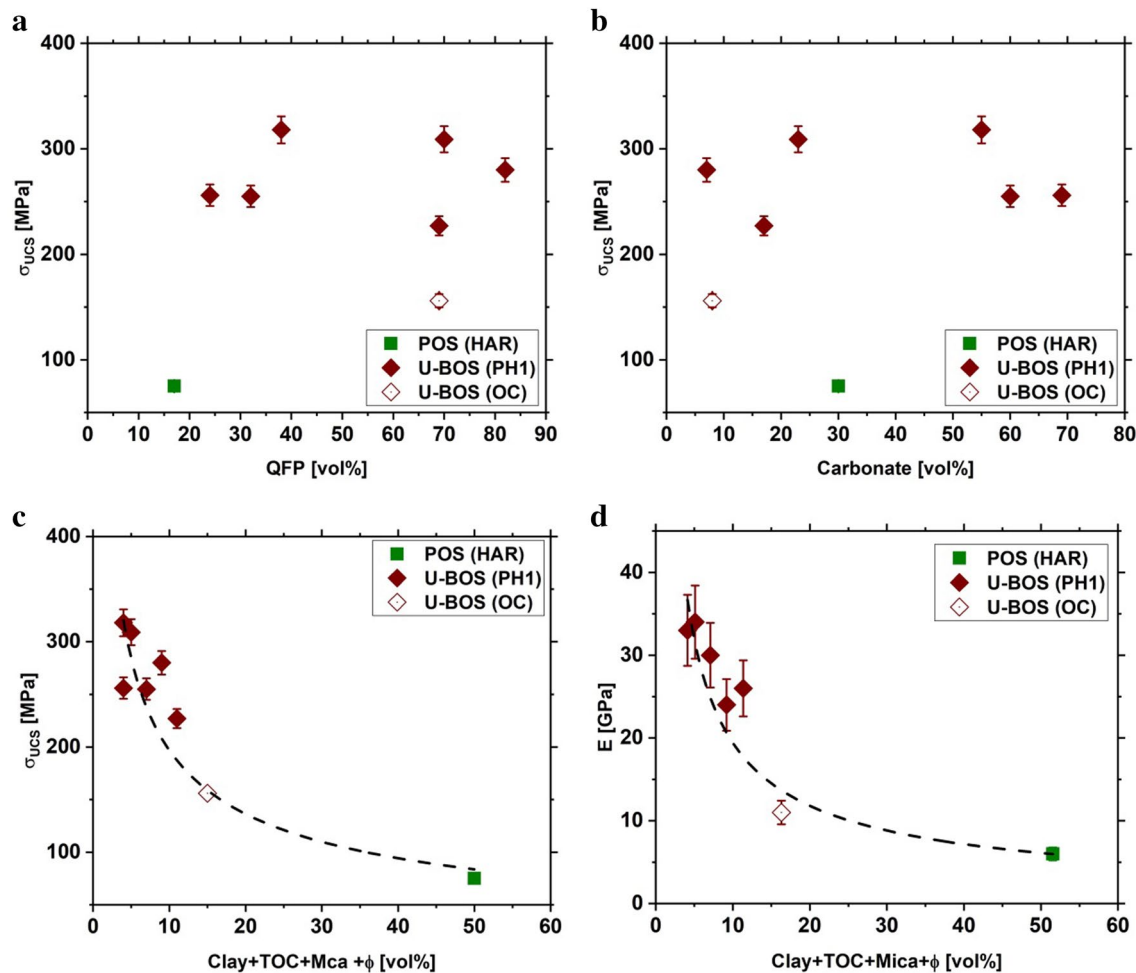 a
400
300
200
100
σUCS [MPa]
POS (HAR)
U-BOS (PH1)
U-BOS (OC)
0 10 20 30 40 50 60 70 80 90
QFP [vol%]
b
400
300
200
100
σUCS [MPa]
POS (HAR)
U-BOS (PH1)
U-BOS (OC)
0 10 20 30 40 50 60 70 80
Carbonate [vol%]
c
400
300
200
100
σUCS [MPa]
POS (HAR)
U-BOS (PH1)
U-BOS (OC)
0 10 20 30 40 50 60
Clay+TOC+Mca +ϕ [vol%]
d
40
30
20
10
0
E [GPa]
POS (HAR)
U-BOS (PH1)
U-BOS (OC)
0 10 20 30 40 50 60
Clay+TOC+Mica+ϕ [vol%]